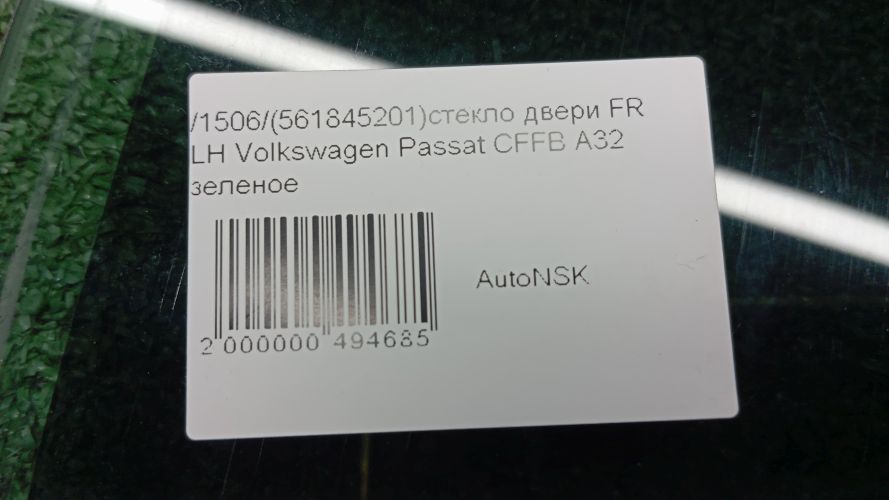 /1506/(561845201)стекло двери FR
LH Volkswagen Passat CFFB A32
зеленое
AutoNSK
2 000000 494685